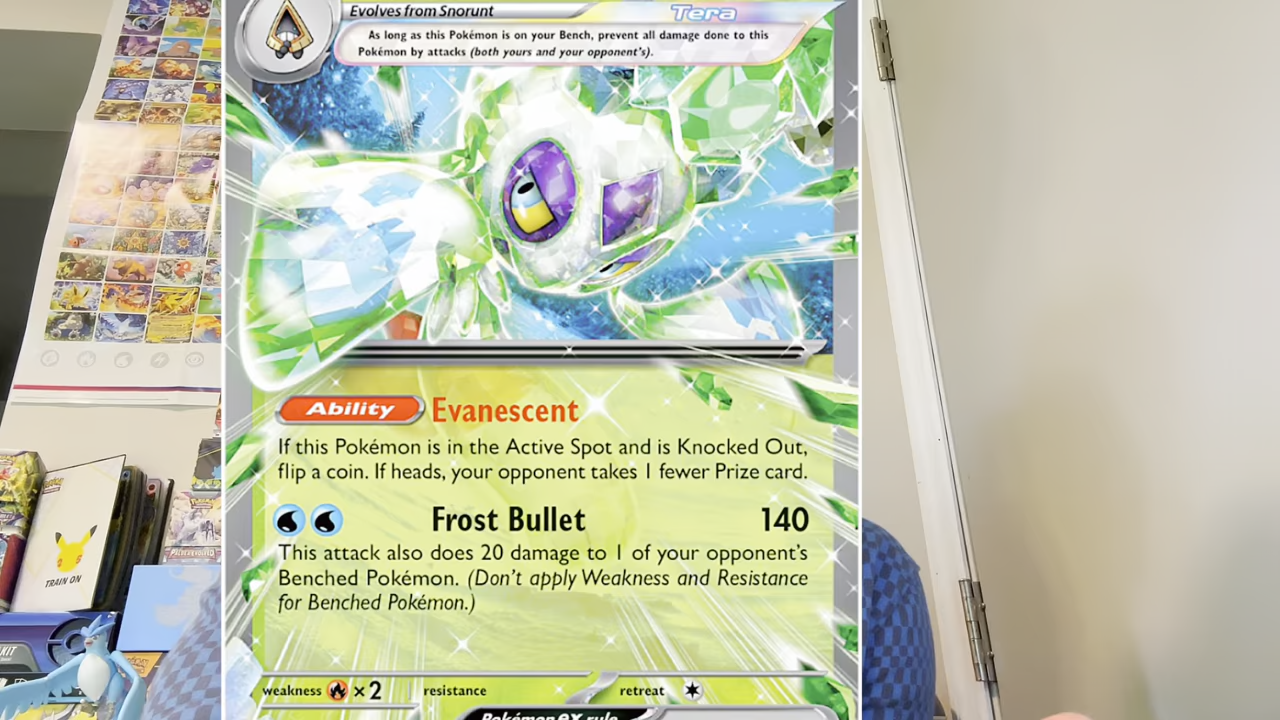 Evolves from Snorunt
Tera
As long as this Pokémon is on your Bench, prevent all damage done to this
Pokémon by attacks (both yours and your opponent's).
Ability Evanescent
If this Pokémon is in the Active Spot and is Knocked Out,
flip a coin. If heads, your opponent takes 1 fewer Prize card.
Frost Bullet 140
This attack also does 20 damage to 1 of your opponent's
Benched Pokémon. (Don't apply Weakness and Resistance
for Benched Pokémon.)
weakness ×2 resistance retreat
Pokémon ex rule
TRAIN ON
PALDEA EVOLVED
KIT